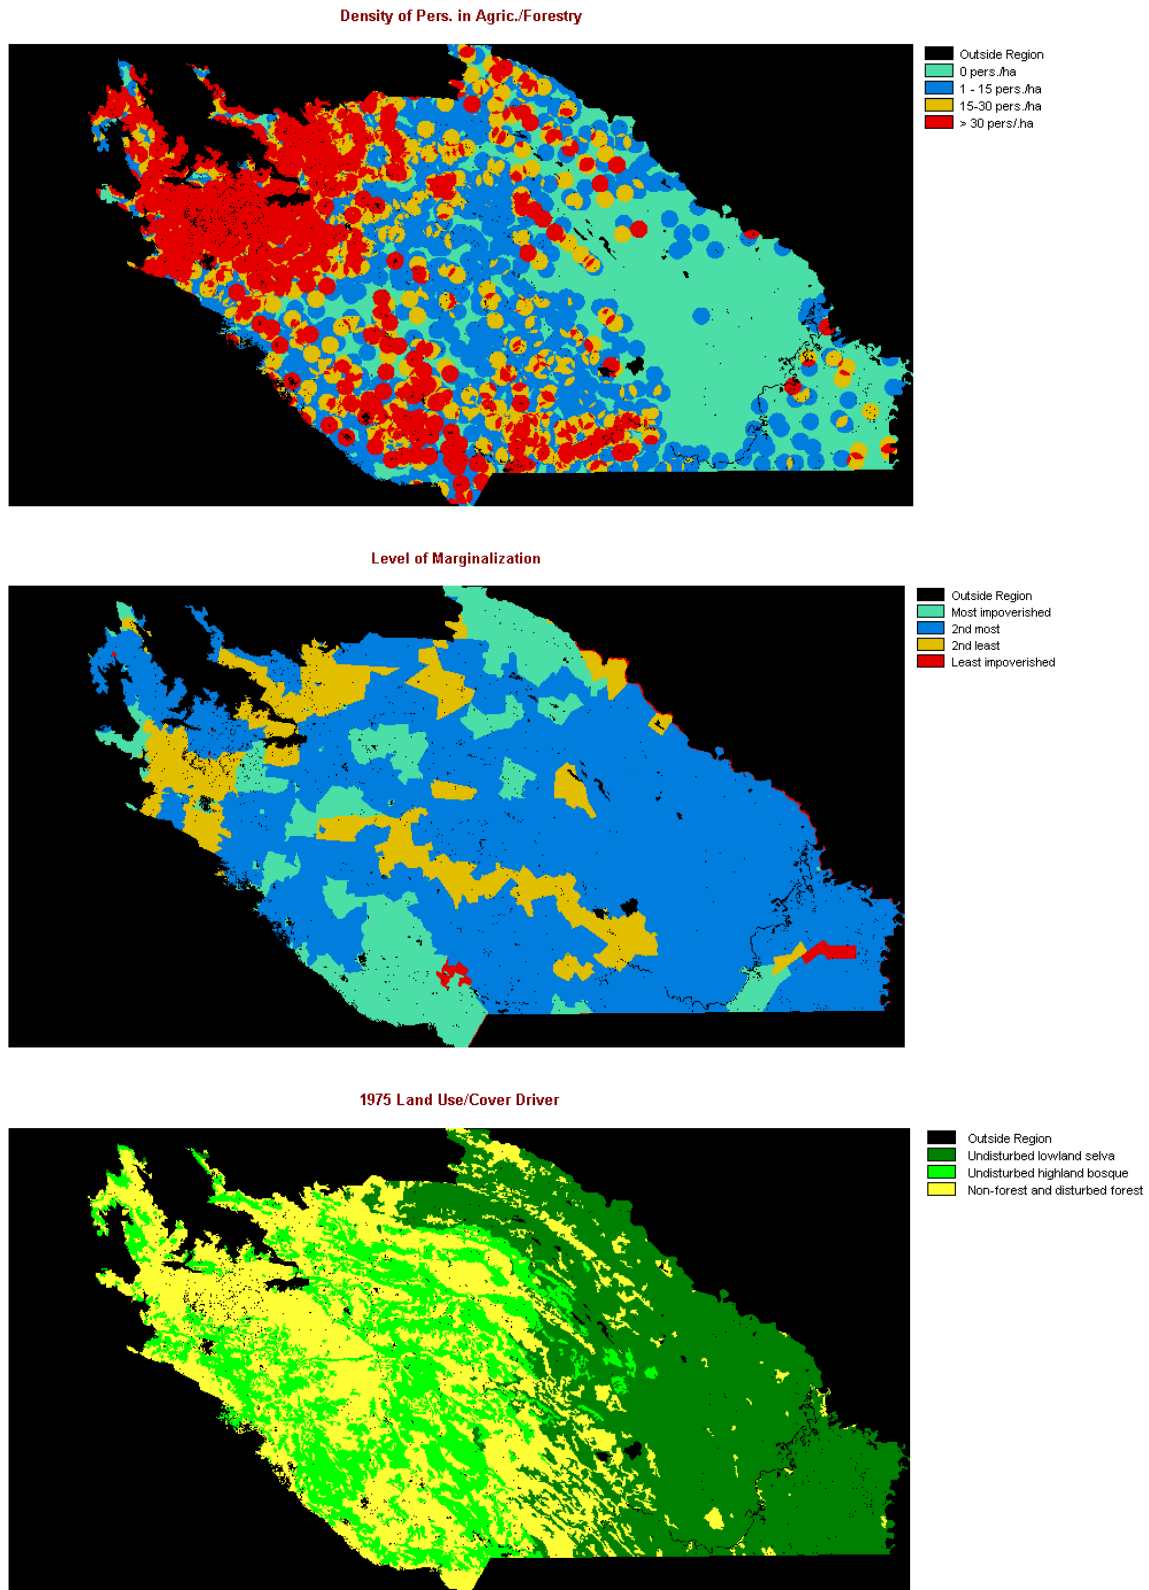 Density of Pers. in Agric./Forestry
Outside Region
0 pers./ha
1 - 15 pers./ha
15-30 pers./ha
> 30 pers/.ha
Level of Marginalization
Outside Region
Most impoverished
2nd most
2nd least
Least impoverished
1975 Land Use/Cover Driver
Outside Region
Undisturbed lowland selva
Undisturbed highland bosque
Non-forest and disturbed forest